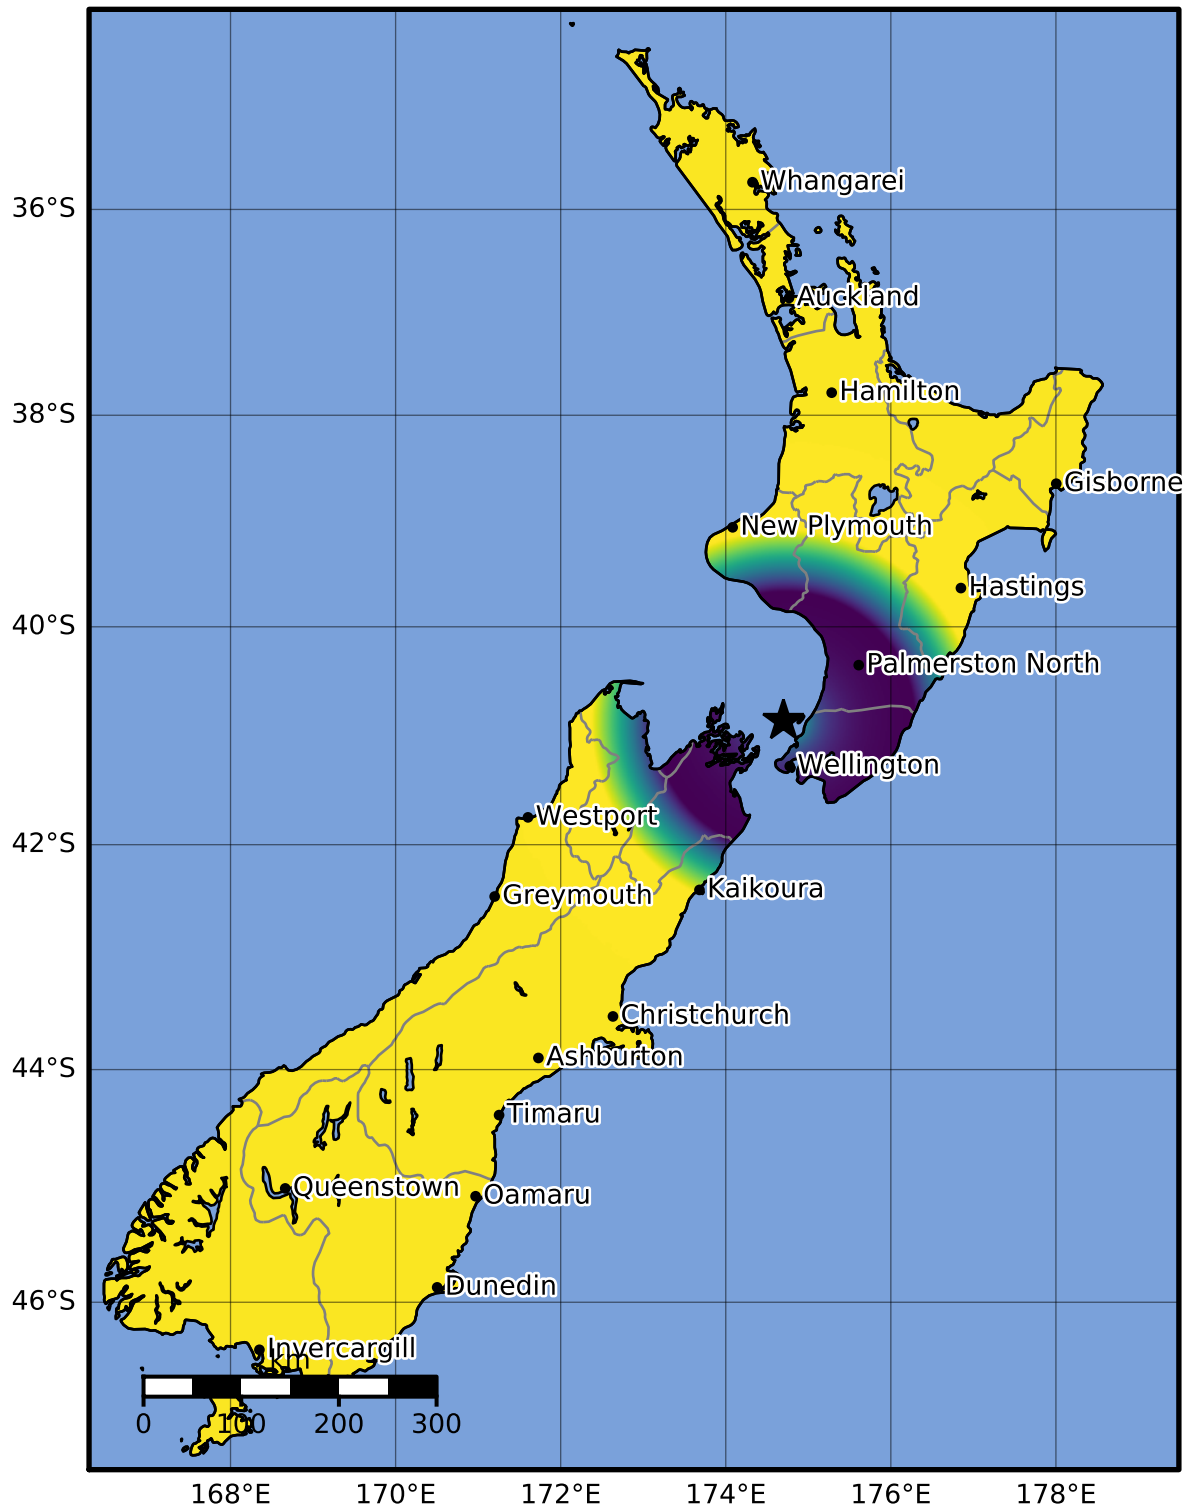 Whangarei
36°S
Auckland
Hamilton
38°S
Gisborne
New Plymouth
Hastings
40°S
Palmerston North
Wellington
Westport
42°S
Kaikoura
Greymouth
Christchurch
Ashburton
44°S
Timaru
Queenstown
Oamaru
Dunedin
46°S
Invercargill
km
0 100 200 300
168°E 170°E 172°E 174°E 176°E 178°E